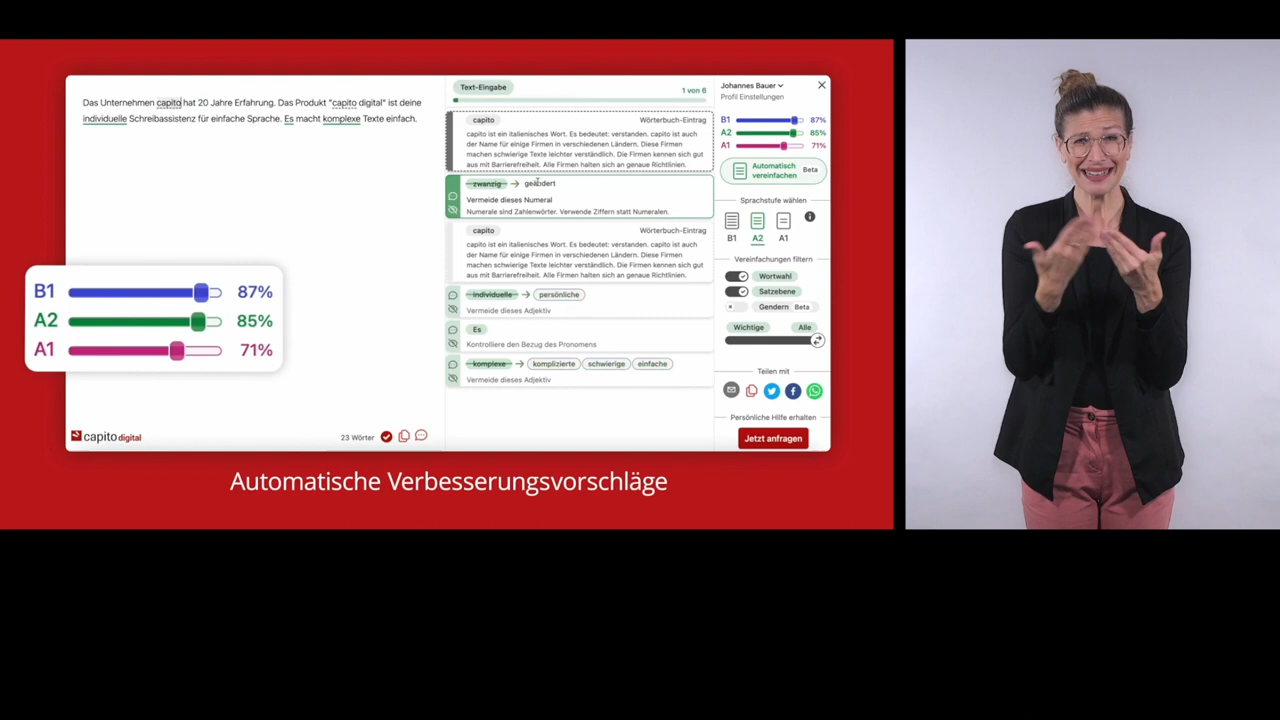 Das Unternehmen capito hat 20 Jahre Erfahrung. Das Produkt "capito digital" ist deine
individuelle Schreibassistenz für einfache Sprache. Es macht komplexe Texte einfach.
B1 87%
A2 85%
A1 71%
capito digital
23 Wörter
Text-Eingabe
1 von 6
capito Wörterbuch-Eintrag
capito ist ein italienisches Wort. Es bedeutet: verstanden. capito ist auch
der Name für einige Firmen in verschiedenen Ländern. Diese Firmen
machen schwierige Texte leichter verständlich. Die Firmen kennen sich gut
aus mit Barrierefreiheit. Alle Firmen halten sich an genaue Richtlinien.
zwanzig → geändert
Vermeide dieses Numeral
Numerale sind Zahlenwörter. Verwende Ziffern statt Numeralen.
capito Wörterbuch-Eintrag
capito ist ein italienisches Wort. Es bedeutet: verstanden. capito ist auch
der Name für einige Firmen in verschiedenen Ländern. Diese Firmen
machen schwierige Texte leichter verständlich. Die Firmen kennen sich gut
aus mit Barrierefreiheit. Alle Firmen halten sich an genaue Richtlinien.
individuelle → persönliche
Vermeide dieses Adjektiv
Es
Kontrolliere den Bezug des Pronomens
komplexe → komplizierte schwierige einfache
Vermeide dieses Adjektiv
Johannes Bauer
Profil Einstellungen
B1 87%
A2 85%
A1 71%
Automatisch
vereinfachen Beta
Sprachstufe wählen
B1 A2 A1
Vereinfachungen filtern
Wortwahl
Satzebene
Gendern Beta
Wichtige Alle
Teilen mit
Persönliche Hilfe erhalten
Jetzt anfragen
Automatische Verbesserungsvorschläge